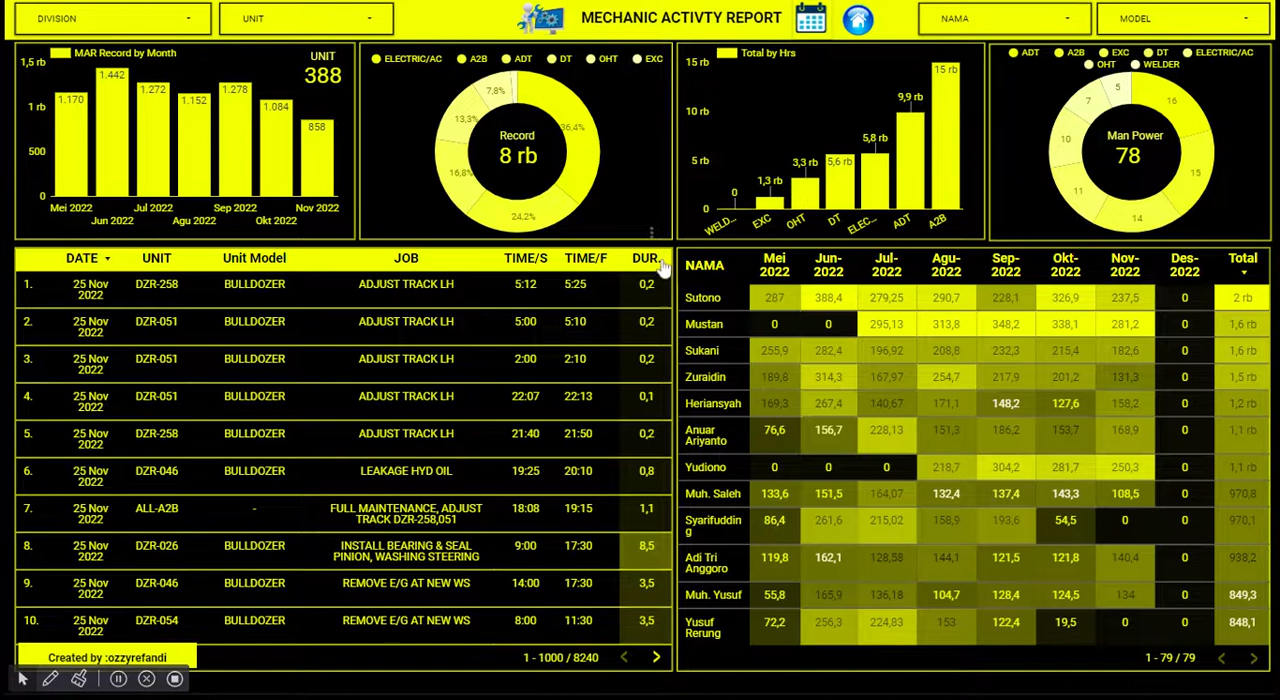 DIVISION
UNIT
MECHANIC ACTIVTY REPORT
NAMA
MODEL
MAR Record by Month
UNIT
388
1,5 rb
1 rb
500
0
1.170
1.442
1.272
1.152
1.278
1.084
858
Mei 2022
Jun 2022
Jul 2022
Agu 2022
Sep 2022
Okt 2022
Nov 2022
ELECTRIC/AC A2B ADT DT OHT EXC
36,4%
24,2%
16,8%
13,3%
7,8%
Record
8 rb
Total by Hrs
15 rb
10 rb
5 rb
0
0
1,3 rb
3,3 rb
5,6 rb
5,8 rb
9,9 rb
15 rb
WELD... EXC OHT DT ELEC... ADT A2B
ADT A2B EXC DT ELECTRIC/AC
OHT WELDER
16
15
14
11
10
7
5
Man Power
78
DATE UNIT Unit Model JOB TIME/S TIME/F DUR.
1. 25 Nov 2022 DZR-258 BULLDOZER ADJUST TRACK LH 5:12 5:25 0,2
2. 25 Nov 2022 DZR-051 BULLDOZER ADJUST TRACK LH 5:00 5:10 0,2
3. 25 Nov 2022 DZR-051 BULLDOZER ADJUST TRACK LH 2:00 2:10 0,2
4. 25 Nov 2022 DZR-051 BULLDOZER ADJUST TRACK LH 22:07 22:13 0,1
5. 25 Nov 2022 DZR-258 BULLDOZER ADJUST TRACK LH 21:40 21:50 0,2
6. 25 Nov 2022 DZR-046 BULLDOZER LEAKAGE HYD OIL 19:25 20:10 0,8
7. 25 Nov 2022 ALL-A2B - FULL MAINTENANCE, ADJUST TRACK DZR-258,051 18:08 19:15 1,1
8. 25 Nov 2022 DZR-026 BULLDOZER INSTALL BEARING & SEAL PINION, WASHING STEERING 9:00 17:30 8,5
9. 25 Nov 2022 DZR-046 BULLDOZER REMOVE E/G AT NEW WS 14:00 17:30 3,5
10. 25 Nov 2022 DZR-054 BULLDOZER REMOVE E/G AT NEW WS 8:00 11:30 3,5
Created by :ozzyrefandi
1 - 1000 / 8240
NAMA Mei 2022 Jun-2022 Jul-2022 Agu-2022 Sep-2022 Okt-2022 Nov-2022 Des-2022 Total
Sutono 287 388,4 279,25 290,7 228,1 326,9 237,5 0 2 rb
Mustan 0 0 295,13 313,8 348,2 338,1 281,2 0 1,6 rb
Sukani 255,9 282,4 196,92 208,8 232,3 215,4 182,6 0 1,6 rb
Zuraidin 189,8 314,3 167,97 254,7 217,9 201,2 131,3 0 1,5 rb
Heriansyah 169,3 267,4 140,67 171,1 148,2 127,6 158,2 0 1,2 rb
Anuar Ariyanto 76,6 156,7 228,13 151,3 186,2 153,7 168,9 0 1,1 rb
Yudiono 0 0 0 218,7 304,2 281,7 250,3 0 1,1 rb
Muh. Saleh 133,6 151,5 164,07 132,4 137,4 143,3 108,5 0 970,8
Syarifudding 86,4 261,6 215,02 158,9 193,6 54,5 0 0 970,1
Adi Tri Anggoro 119,8 162,1 128,58 144,1 121,5 121,8 140,4 0 938,2
Muh. Yusuf 55,8 165,9 136,18 104,7 128,4 124,5 134 0 849,3
Yusuf Rerung 72,2 256,3 224,83 153 122,4 19,5 0 0 848,1
1 - 79 / 79